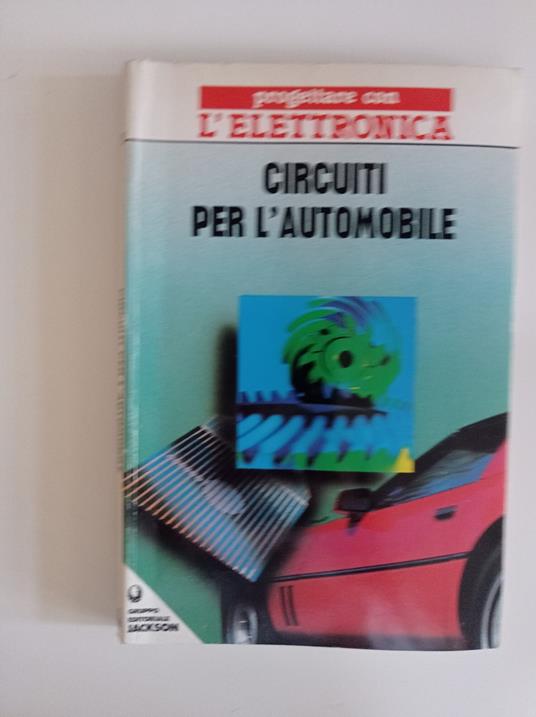 progettare con
L'ELETTRONICA
CIRCUITI
PER L'AUTOMOBILE
GRUPPO
EDITORIALE
JACKSON